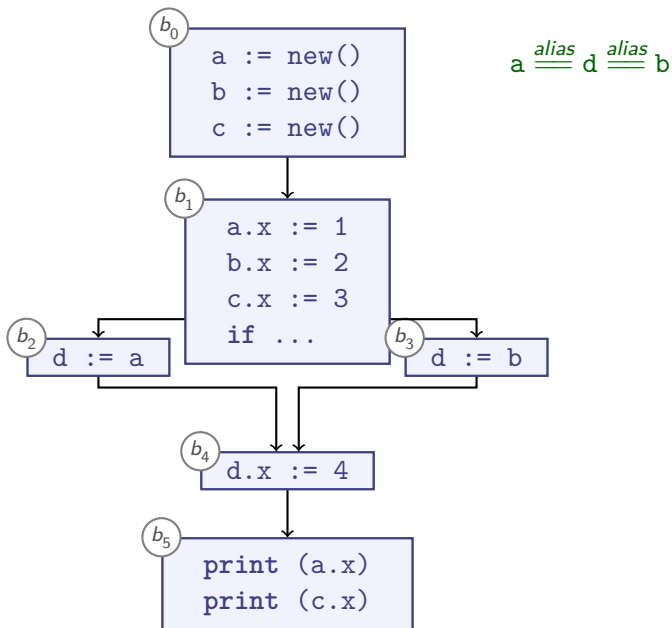 b0
a := new()
b := new()
c := new()
a alias d alias b
b1
a.x := 1
b.x := 2
c.x := 3
if ...
b2
d := a
b3
d := b
b4
d.x := 4
b5
print (a.x)
print (c.x)